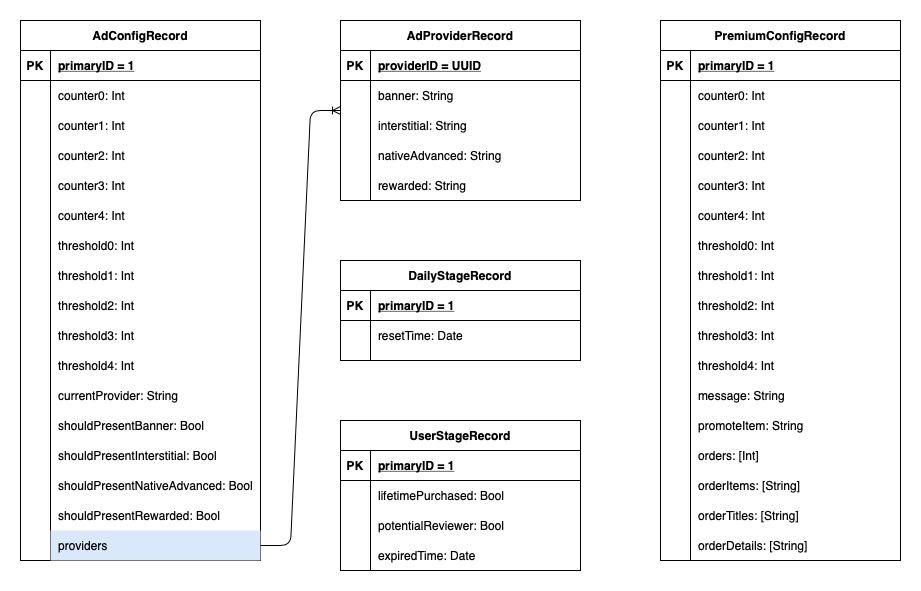 AdConfigRecord
PK primaryID = 1
counter0: Int
counter1: Int
counter2: Int
counter3: Int
counter4: Int
threshold0: Int
threshold1: Int
threshold2: Int
threshold3: Int
threshold4: Int
currentProvider: String
shouldPresentBanner: Bool
shouldPresentInterstitial: Bool
shouldPresentNativeAdvanced: Bool
shouldPresentRewarded: Bool
providers
AdProviderRecord
PK providerID = UUID
banner: String
interstitial: String
nativeAdvanced: String
rewarded: String
DailyStageRecord
PK primaryID = 1
resetTime: Date
UserStageRecord
PK primaryID = 1
lifetimePurchased: Bool
potentialReviewer: Bool
expiredTime: Date
PremiumConfigRecord
PK primaryID = 1
counter0: Int
counter1: Int
counter2: Int
counter3: Int
counter4: Int
threshold0: Int
threshold1: Int
threshold2: Int
threshold3: Int
threshold4: Int
message: String
promoteItem: String
orders: [Int]
orderItems: [String]
orderTitles: [String]
orderDetails: [String]